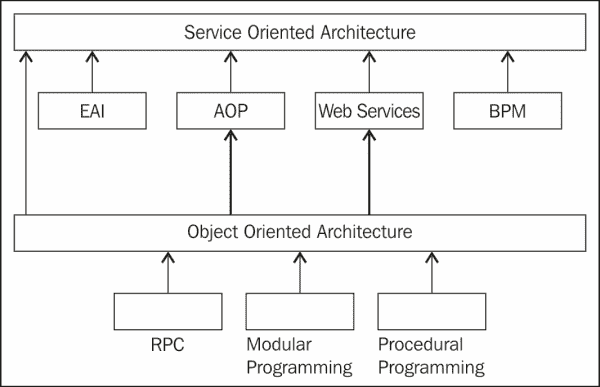 Service Oriented Architecture
EAI
AOP
Web Services
BPM
Object Oriented Architecture
RPC
Modular
Programming
Procedural
Programming